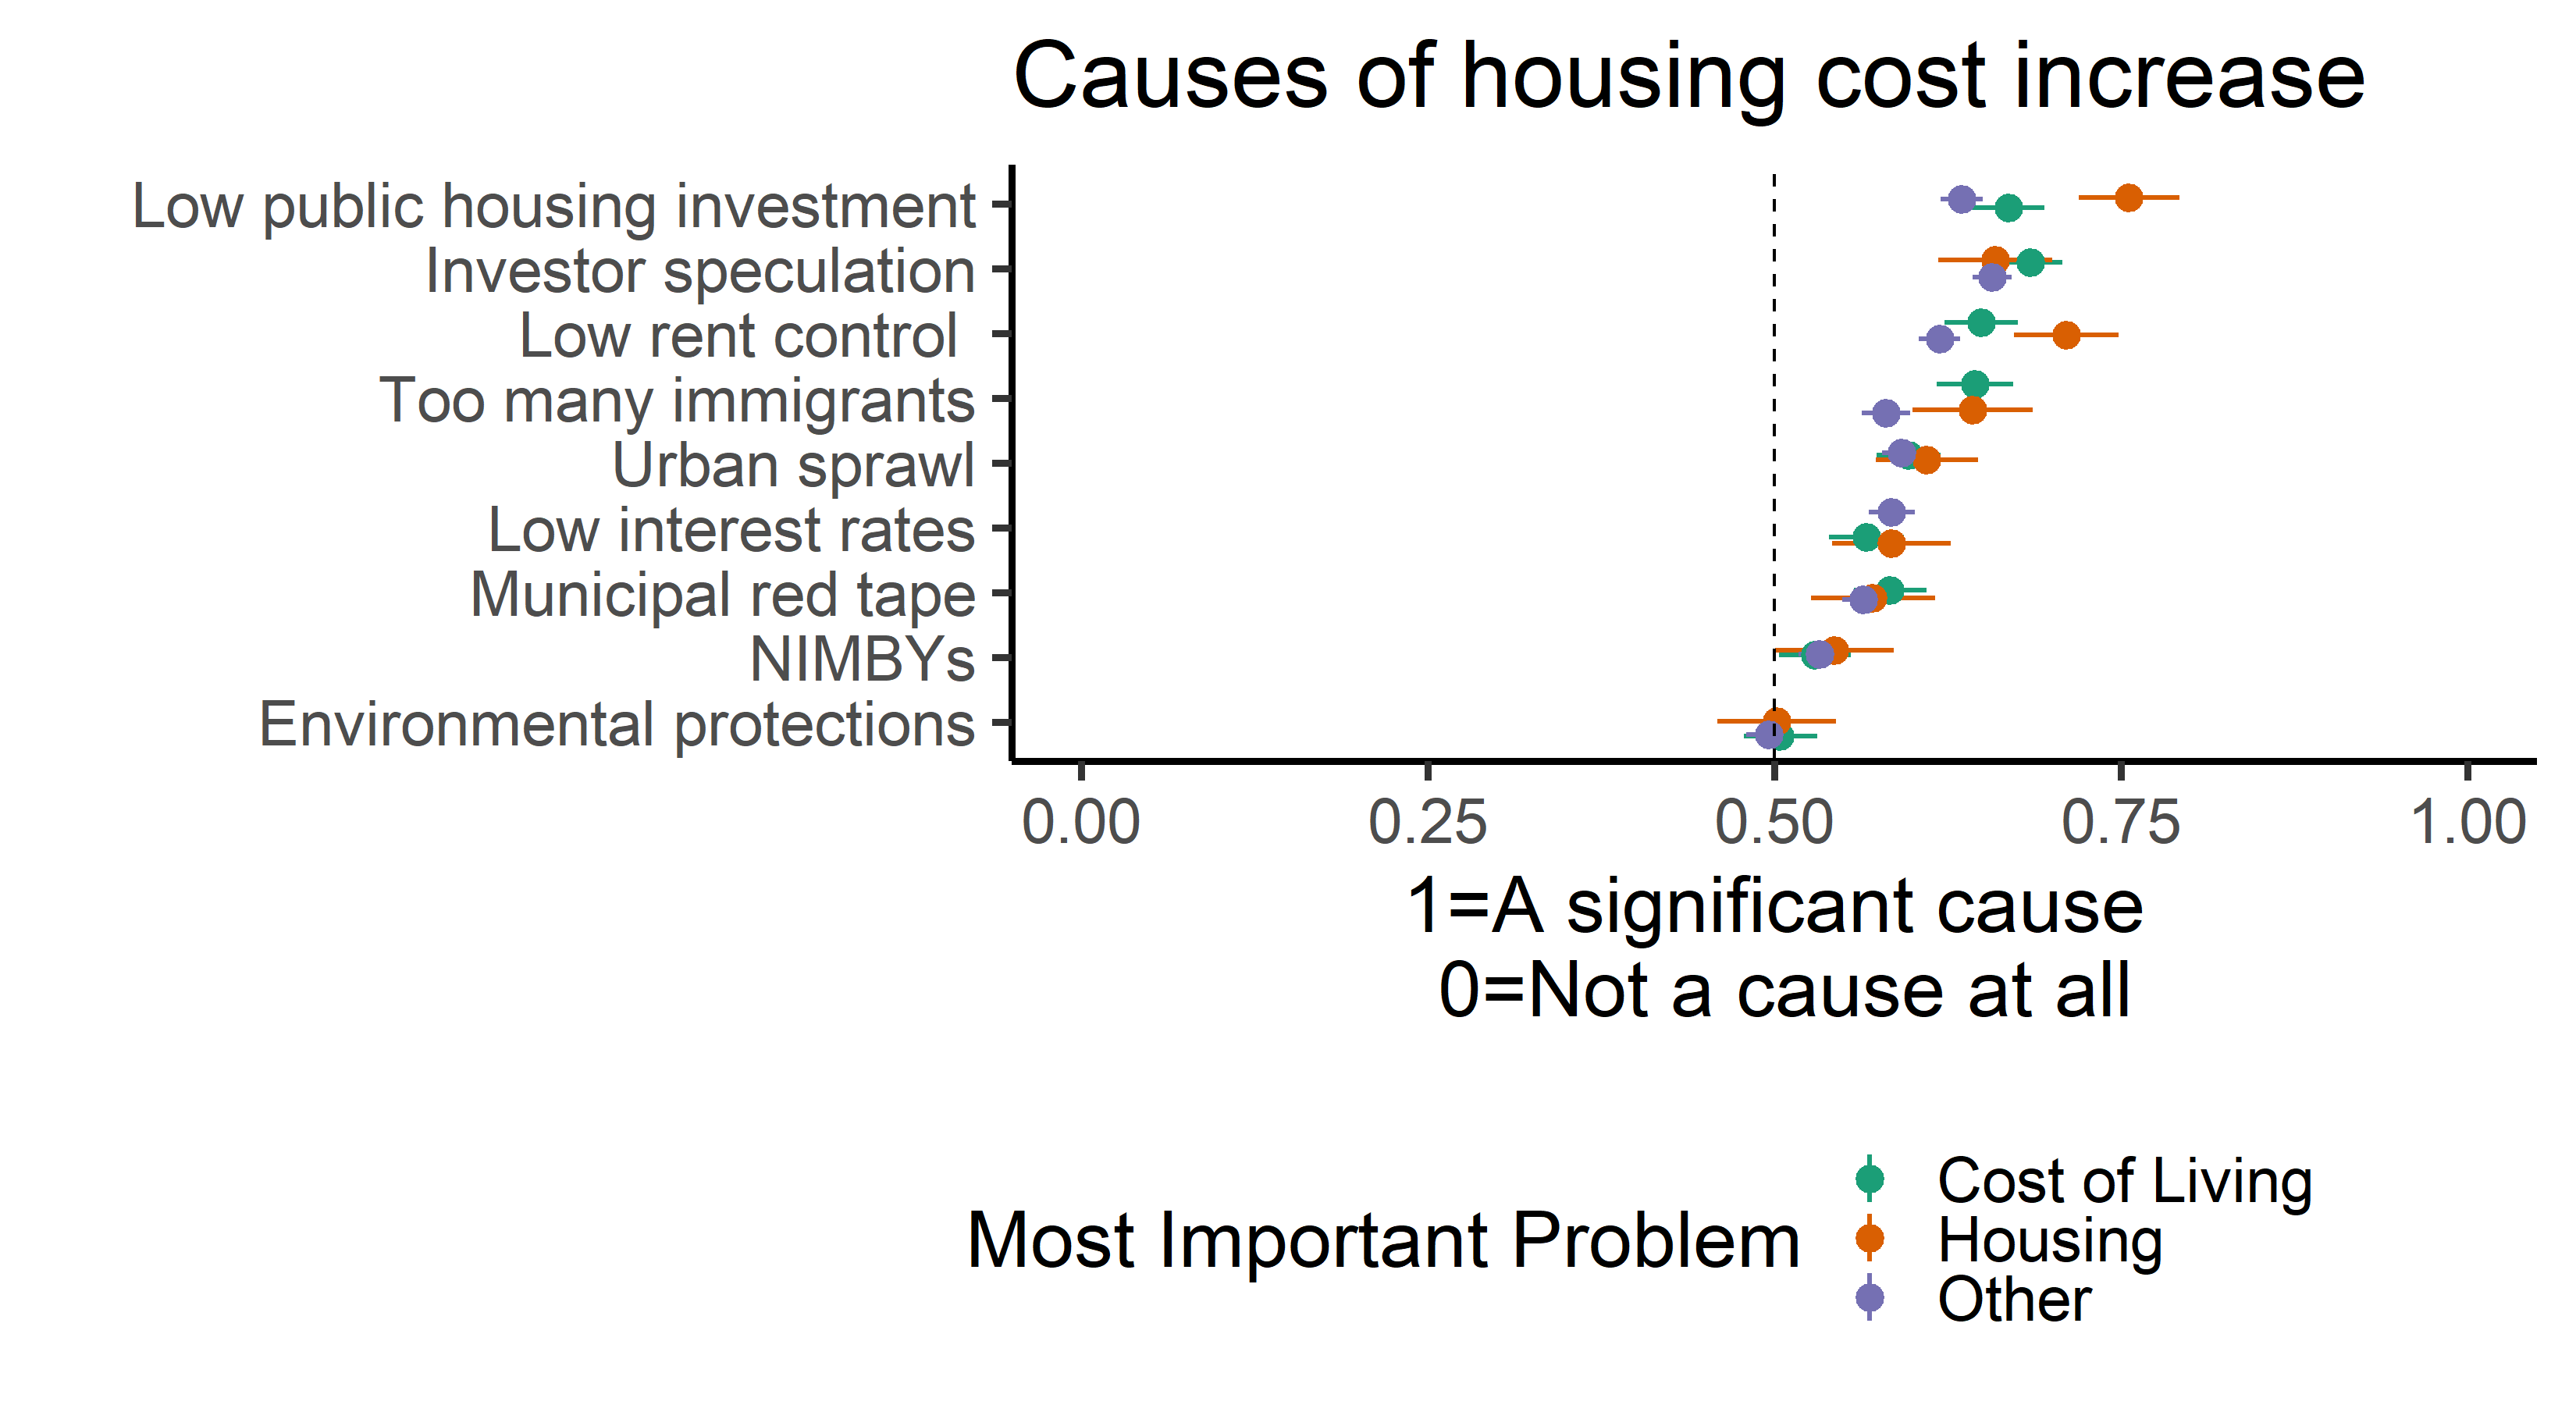 Causes of housing cost increase
Low public housing investment
Investor speculation
Low rent control
Too many immigrants
Urban sprawl
Low interest rates
Municipal red tape
NIMBYs
Environmental protections
0.00 0.25 0.50 0.75 1.00
1=A significant cause
0=Not a cause at all
Most Important Problem
Cost of Living
Housing
Other